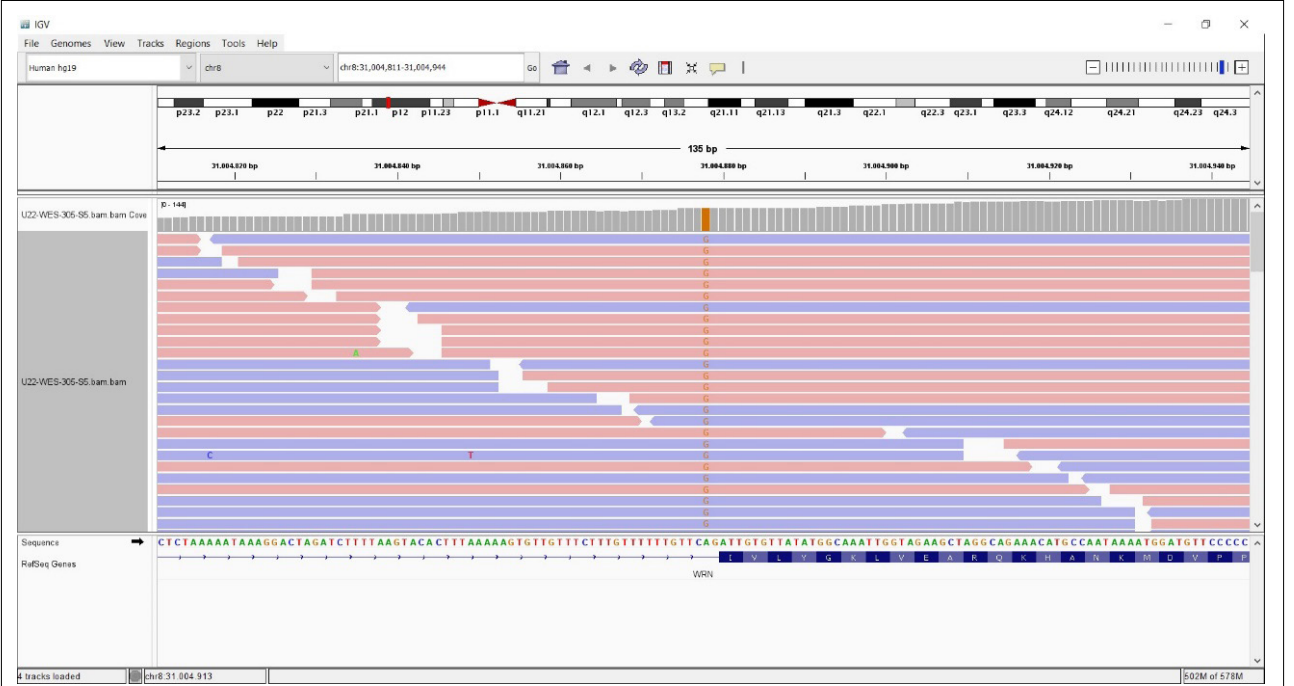 IGV
File Genomes View Tracks Regions Tools Help
Human hg19 chr8 chr8:31,004,811-31,004,944 Go
p23.2 p23.1 p22 p21.3 p21.1 p12 p11.23 p11.1 q11.21 q12.1 q12.3 q13.2 q21.11 q21.13 q21.3 q22.1 q22.3 q23.1 q23.3 q24.12 q24.21 q24.23 q24.3
135 bp
31.004.820 bp 31.004.840 bp 31.004.860 bp 31.004.880 bp 31.004.900 bp 31.004.920 bp 31.004.940 bp
[0 - 144]
U22-WES-305-S5.bam.bam Cove
G
G
G
G
G
G
G
G
G
G
A G
G
U22-WES-305-S5.bam.bam
G
G
G
G
G
G
G
C T G
G
G
G
G
G
G
Sequence CTCTAAAAATAAAGGACTAGATCTTTTAAGTACACTTTAAAAAGTGTTGTTTCTTTGTTTTTTGTTCAGATTGTGTTATATGGCAAATTGGTAGAAGCTAGGCAGAAACATGCCAATAAAATGGATGTTCCCCC
RefSeq Genes I V L Y G K L V E A R Q K H A N K M D V P P
WRN
4 tracks loaded chr8:31.004.913 502M of 578M